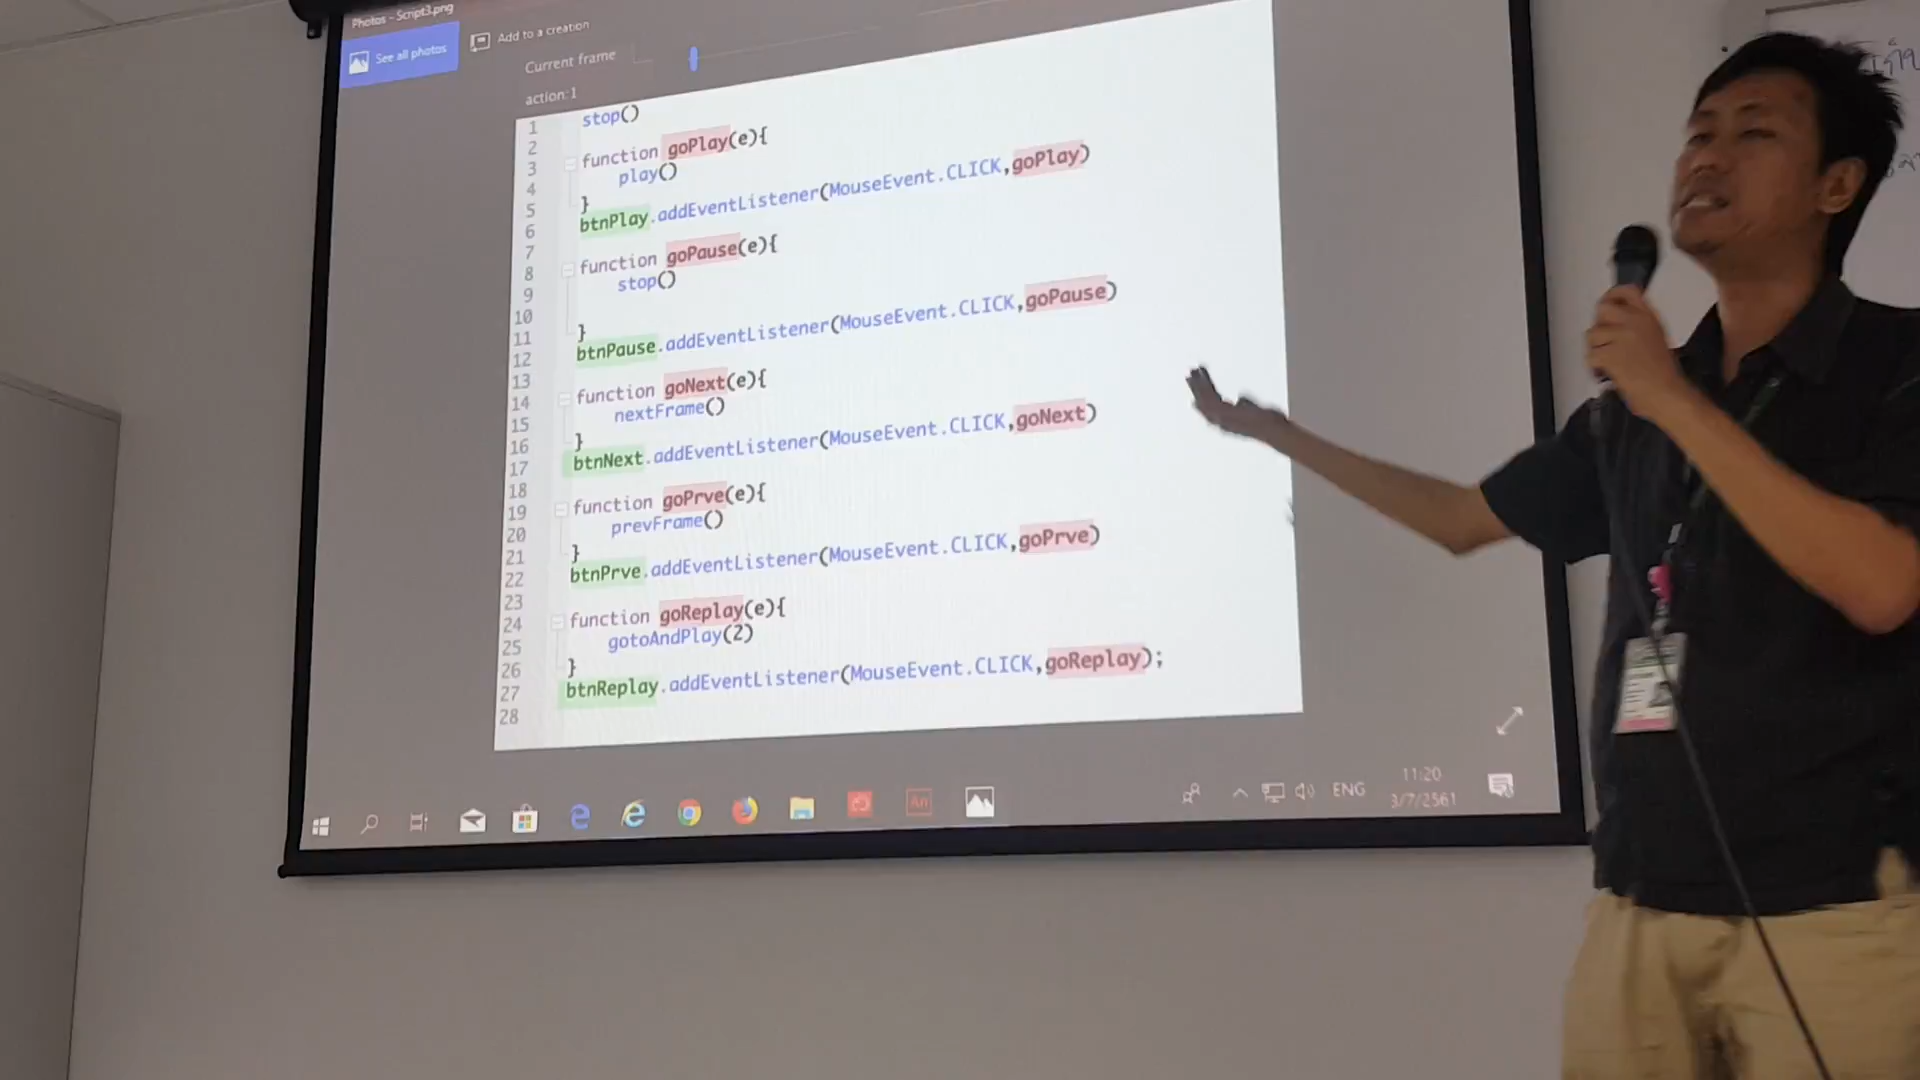 Photos - Script3.png
See all photos
Add to a creation
Current frame
action:1
1 stop()
2
3 function goPlay(e){
4 play()
5 }
6 btnPlay.addEventListener(MouseEvent.CLICK,goPlay)
7
8 function goPause(e){
9 stop()
10
11 }
12 btnPause.addEventListener(MouseEvent.CLICK,goPause)
13
14 function goNext(e){
15 nextFrame()
16 }
17 btnNext.addEventListener(MouseEvent.CLICK,goNext)
18
19 function goPrve(e){
20 prevFrame()
21 }
22 btnPrve.addEventListener(MouseEvent.CLICK,goPrve)
23
24 function goReplay(e){
25 gotoAndPlay(2)
26 }
27 btnReplay.addEventListener(MouseEvent.CLICK,goReplay);
28
An
ENG
11:20
3/7/2561